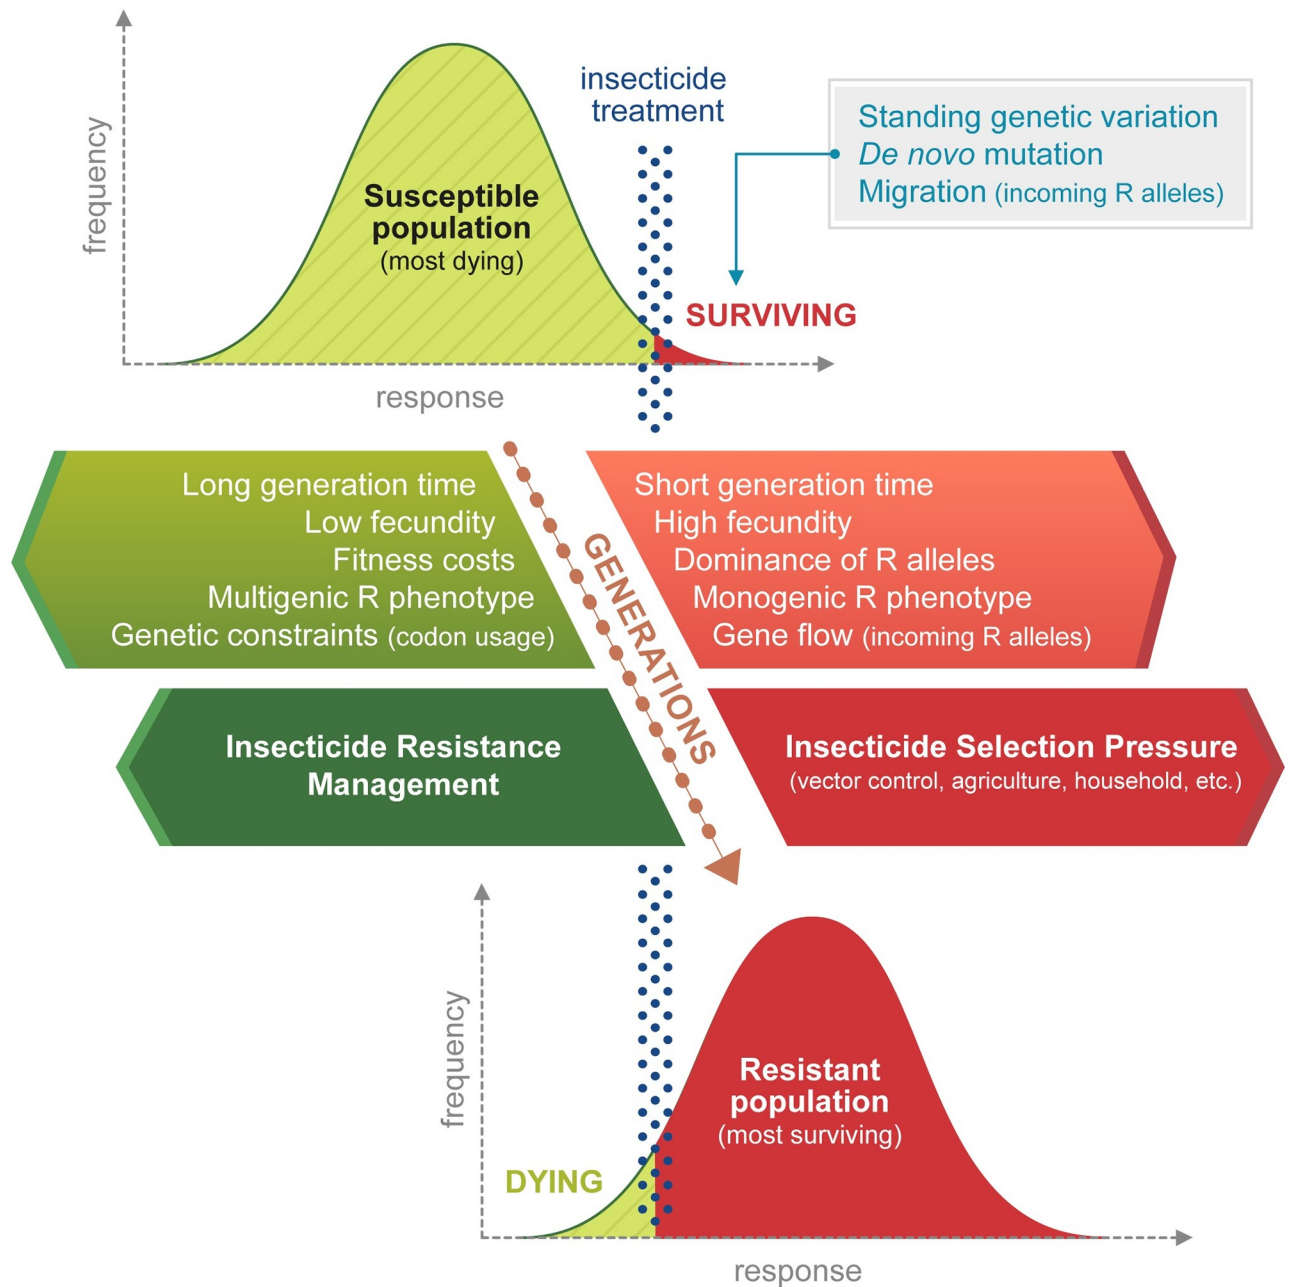 frequency
insecticide
treatment
Susceptible
population
(most dying)
Standing genetic variation
De novo mutation
Migration (incoming R alleles)
SURVIVING
response
Long generation time
Low fecundity
Fitness costs
Multigenic R phenotype
Genetic constraints (codon usage)
GENERATIONS
Short generation time
High fecundity
Dominance of R alleles
Monogenic R phenotype
Gene flow (incoming R alleles)
Insecticide Resistance
Management
Insecticide Selection Pressure
(vector control, agriculture, household, etc.)
frequency
Resistant
population
(most surviving)
DYING
response